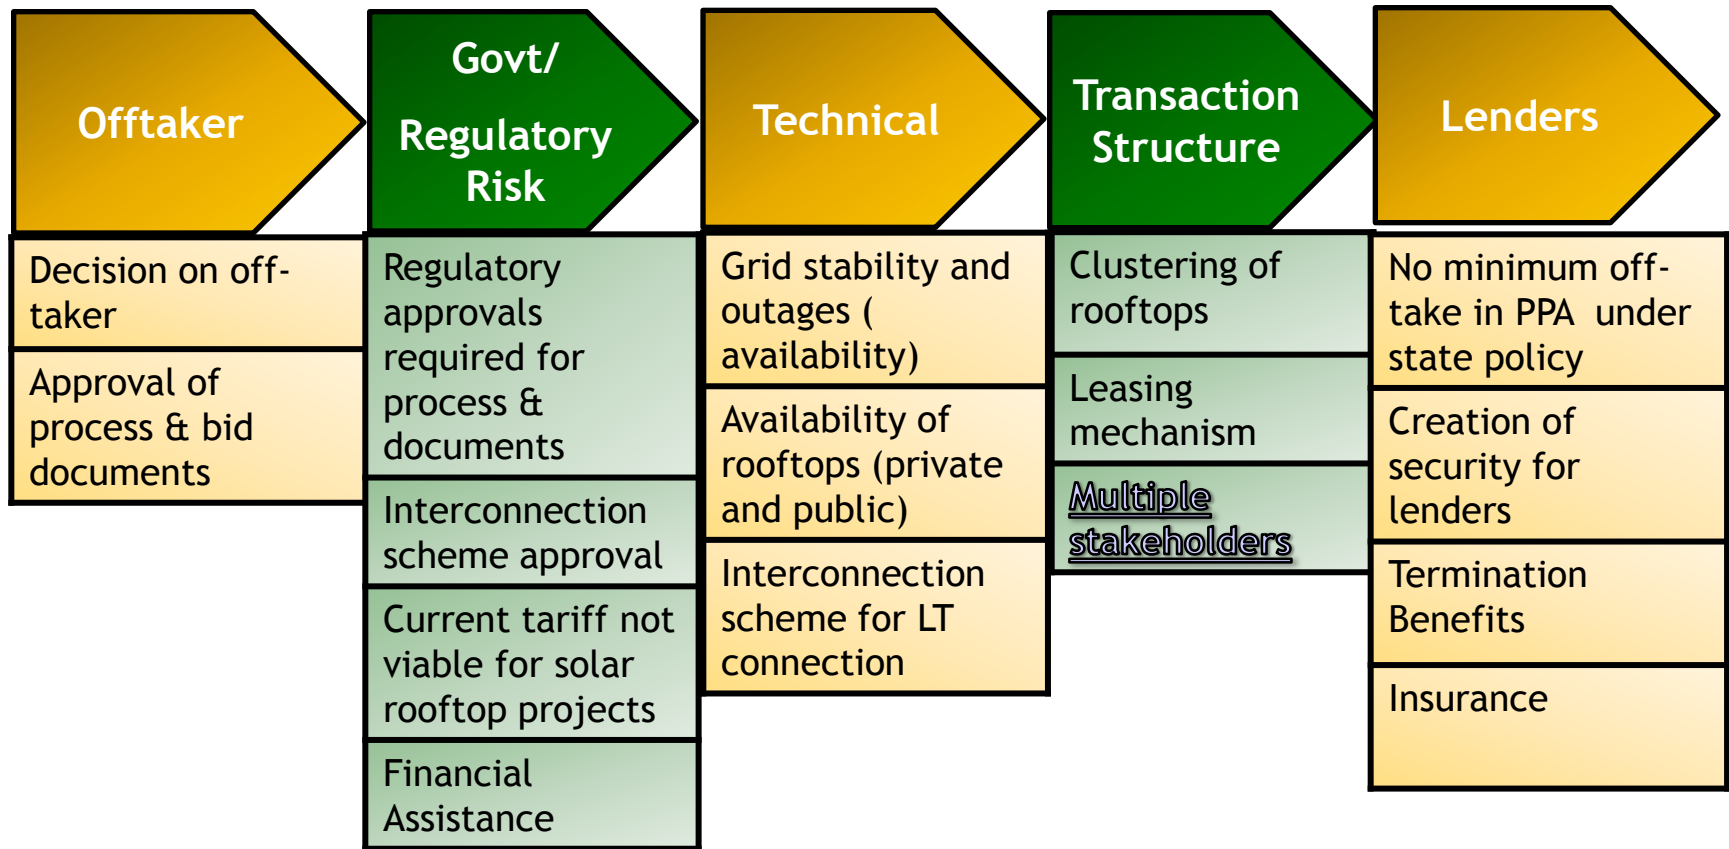 Offtaker
Decision on off-
taker
Approval of
process & bid
documents
Govt/
Regulatory
Risk
Regulatory
approvals
required for
process &
documents
Interconnection
scheme approval
Current tariff not
viable for solar
rooftop projects
Financial
Assistance
Technical
Grid stability and
outages (
availability)
Availability of
rooftops (private
and public)
Interconnection
scheme for LT
connection
Transaction
Structure
Clustering of
rooftops
Leasing
mechanism
Multiple
stakeholders
Lenders
No minimum off-
take in PPA under
state policy
Creation of
security for
lenders
Termination
Benefits
Insurance